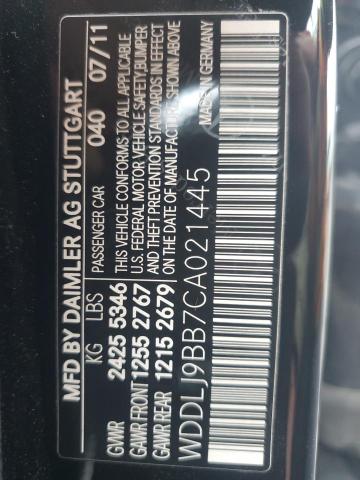 MFD BY DAIMLER AG STUTTGART
PASSENGER CAR 040 07/11
KG LBS
GVWR 2425 5346
GAWR FRONT 1255 2767
GAWR REAR 1215 2679
THIS VEHICLE CONFORMS TO ALL APPLICABLE
U.S. FEDERAL MOTOR VEHICLE SAFETY BUMPER
AND THEFT PREVENTION STANDARDS IN EFFECT
ON THE DATE OF MANUFACTURE SHOWN ABOVE
WDDLJ9BB7CA021445
MADE IN GERMANY